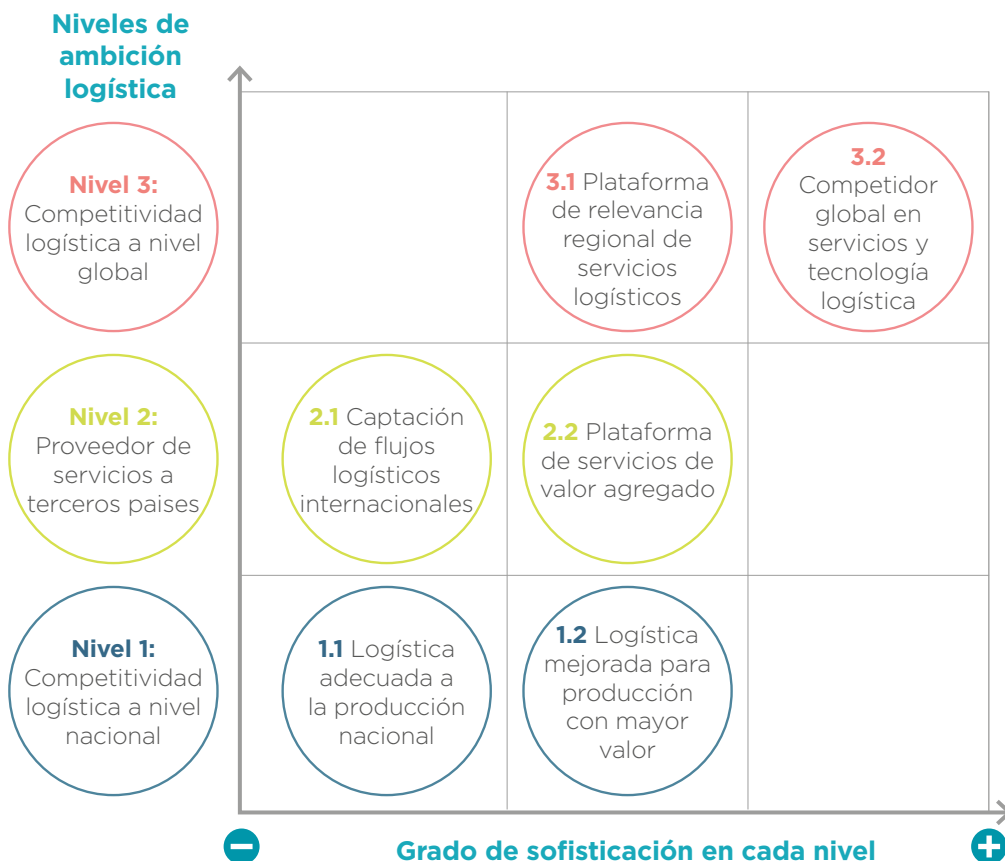 Niveles de
ambición
logística
Nivel 3:
Competitividad
logística a nivel
global
3.1 Plataforma
de relevancia
regional de
servicios
logísticos
3.2
Competidor
global en
servicios y
tecnología
logística
Nivel 2:
Proveedor de
servicios a
terceros paises
2.1 Captación
de flujos
logísticos
internacionales
2.2 Plataforma
de servicios de
valor agregado
Nivel 1:
Competitividad
logística a nivel
nacional
1.1 Logística
adecuada a
la producción
nacional
1.2 Logística
mejorada para
producción
con mayor
valor
Grado de sofisticación en cada nivel